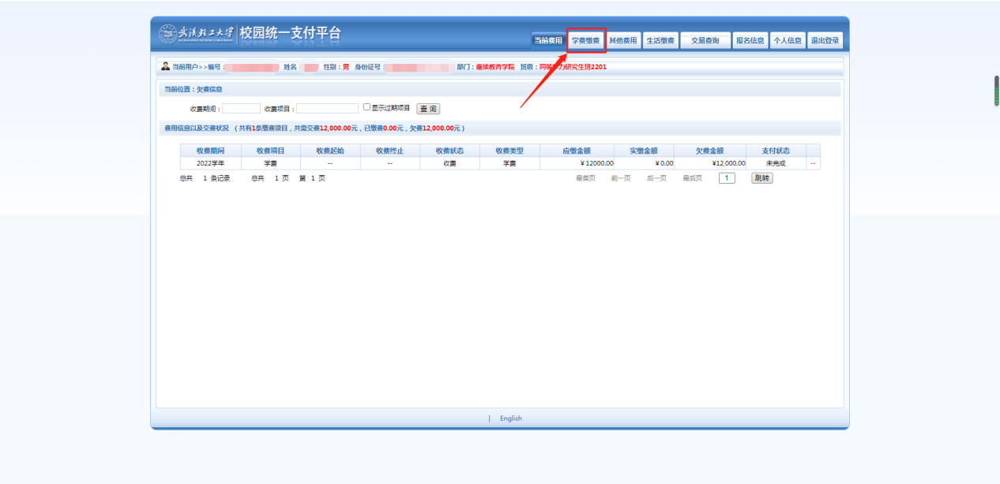 武汉轻工大学 校园统一支付平台
当前费用 学费缴费 其他费用 生活缴费 交易查询 报名信息 个人信息 退出登录
当前用户>>编号： 姓名 性别：男 身份证号： 部门：继续教育学院 班级：同等学力研究生班2201
当前位置：欠费信息
收费期间： 收费项目： 显示过期项目 查 询
费用信息以及交费状况 （共有1条缴费项目，共需交费12,000.00元，已缴费0.00元，欠费12,000.00元）
收费期间 收费项目 收费起始 收费终止 收费状态 收费类型 应缴金额 实缴金额 欠费金额 支付状态
2022学年 学费 -- -- 收费 学费 ￥12000.00 ￥0.00 ¥12,000.00 未完成 --
总共 1 条记录 总共 1 页 第 1 页 最首页 前一页 后一页 最后页 1 跳转
| English